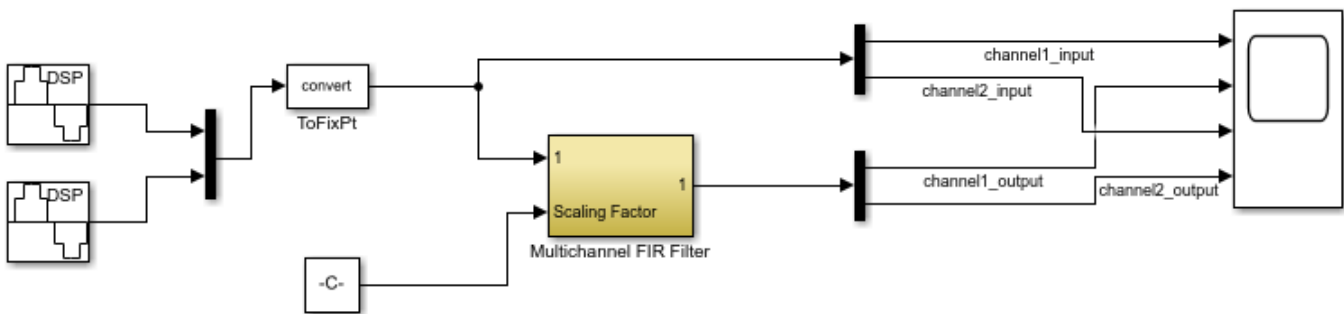 DSP
convert
ToFixPt
DSP
-C-
1
Scaling Factor
1
Multichannel FIR Filter
channel1_input
channel2_input
channel1_output
channel2_output